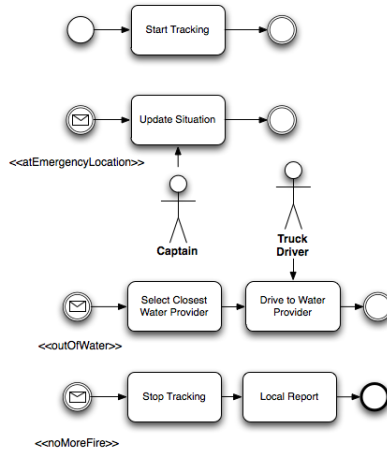 Start Tracking
Update Situation
<<atEmergencyLocation>>
Captain
Truck
Driver
Select Closest
Water Provider
Drive to Water
Provider
<<outOfWater>>
Stop Tracking
Local Report
<<noMoreFire>>